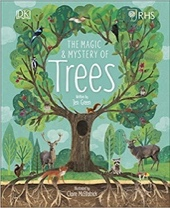 DK
RHS
THE MAGIC
& MYSTERY OF
Trees
Written by
Jen Green
Illustrated by
Claire McElfatrick